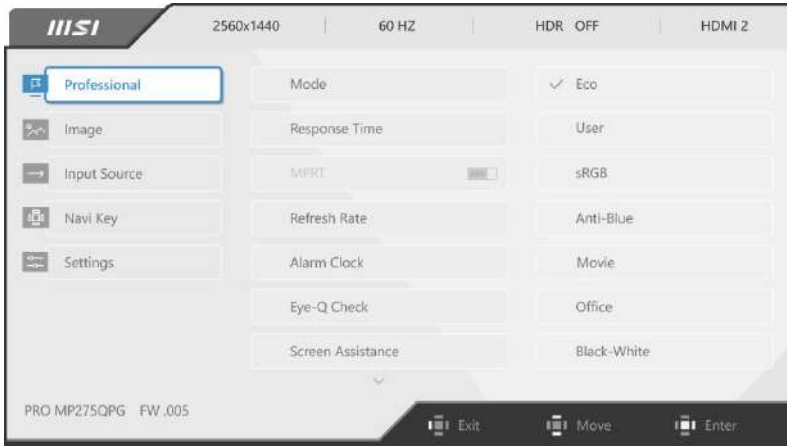 msi 2560x1440 60 HZ HDR OFF HDMI 2
Professional Mode Eco
Image Response Time User
Input Source MPRT OFF sRGB
Navi Key Refresh Rate Anti-Blue
Settings Alarm Clock Movie
Eye-Q Check Office
Screen Assistance Black-White
PRO MP275QPG FW .005 Exit Move Enter